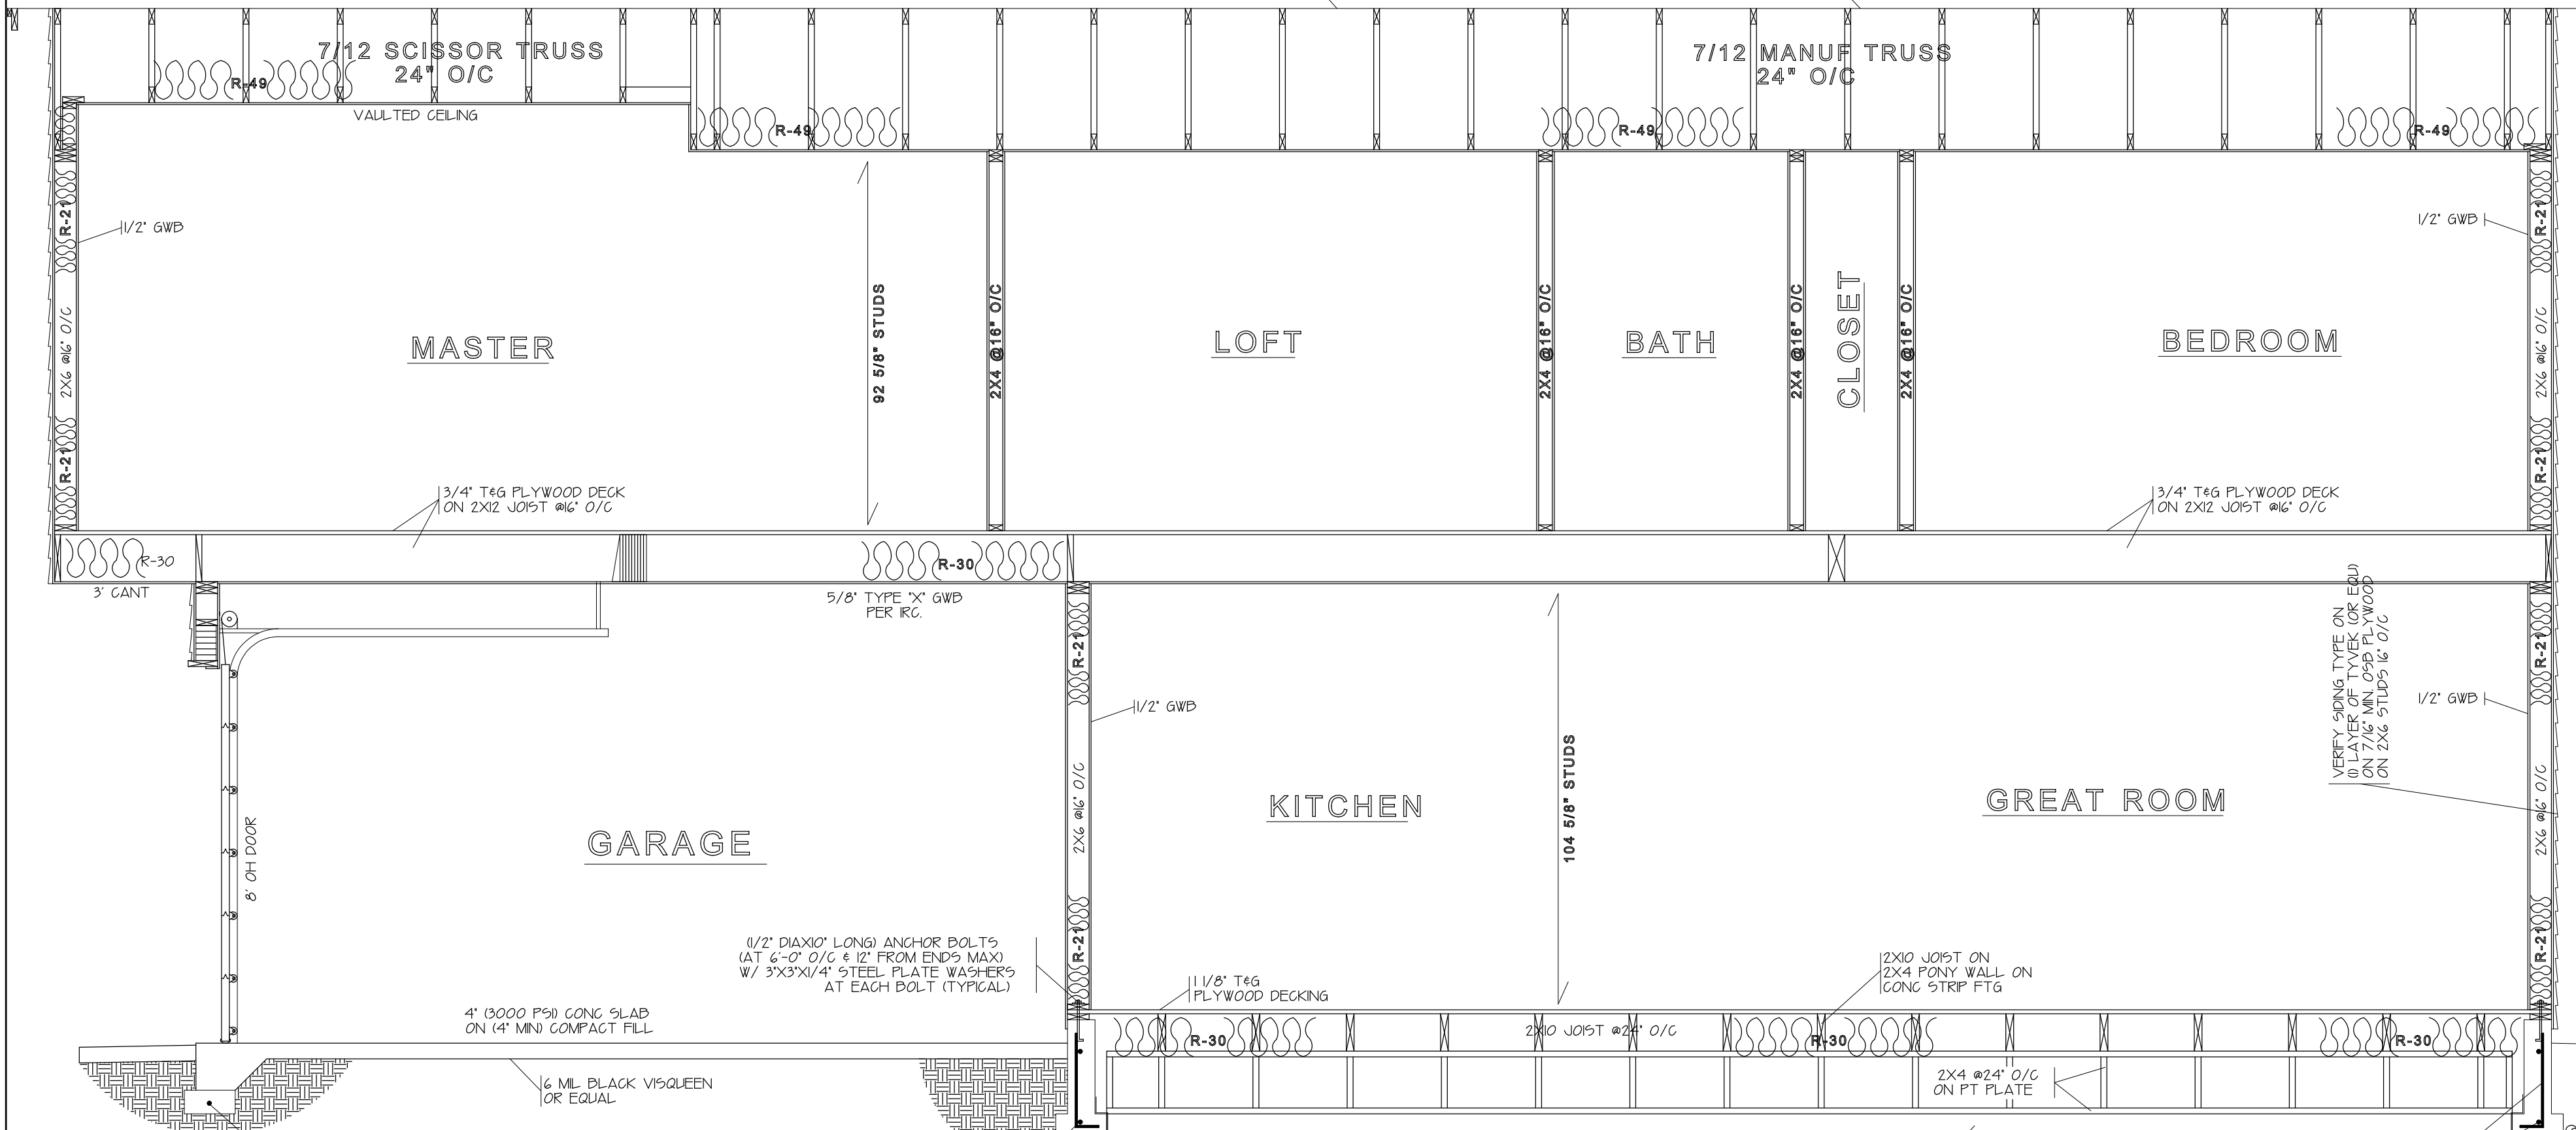 7/12 SCISSOR TRUSS
24" O/C
7/12 MANUF TRUSS
24" O/C
R-49
VAULTED CEILING
R-49
R-49
R-49
R-21
1/2" GWB
1/2" GWB
R-21
2X6 @16" O/C
MASTER
92 5/8" STUDS
2X4 @16" O/C
LOFT
2X4 @16" O/C
BATH
2X4 @16" O/C
CLOSET
2X4 @16" O/C
BEDROOM
2X6 @16" O/C
R-21
R-21
3/4" T&G PLYWOOD DECK
ON 2X12 JOIST @16" O/C
3/4" T&G PLYWOOD DECK
ON 2X12 JOIST @16" O/C
R-30
R-30
3' CANT
5/8" TYPE "X" GWB
PER IRC.
R-21
R-21
1/2" GWB
1/2" GWB
VERIFY SIDING TYPE ON
(1) LAYER OF TYVEK (OR EQU)
ON 7/16" MIN. OSB PLYWOOD
ON 2X6 STUDS 16" O/C
8' OH DOOR
GARAGE
2X6 @16" O/C
KITCHEN
104 5/8" STUDS
GREAT ROOM
2X6 @16" O/C
(1/2" DIAX10" LONG) ANCHOR BOLTS
(AT 6'-0" O/C & 12" FROM ENDS MAX)
W/ 3"X3"X1/4" STEEL PLATE WASHERS
AT EACH BOLT (TYPICAL)
R-21
R-21
1 1/8" T&G
PLYWOOD DECKING
2X10 JOIST ON
2X4 PONY WALL ON
CONC STRIP FTG
4" (3000 PSI) CONC SLAB
ON (4" MIN) COMPACT FILL
R-30
2X10 JOIST @24" O/C
R-30
R-30
6 MIL BLACK VISQUEEN
OR EQUAL
2X4 @24" O/C
ON PT PLATE